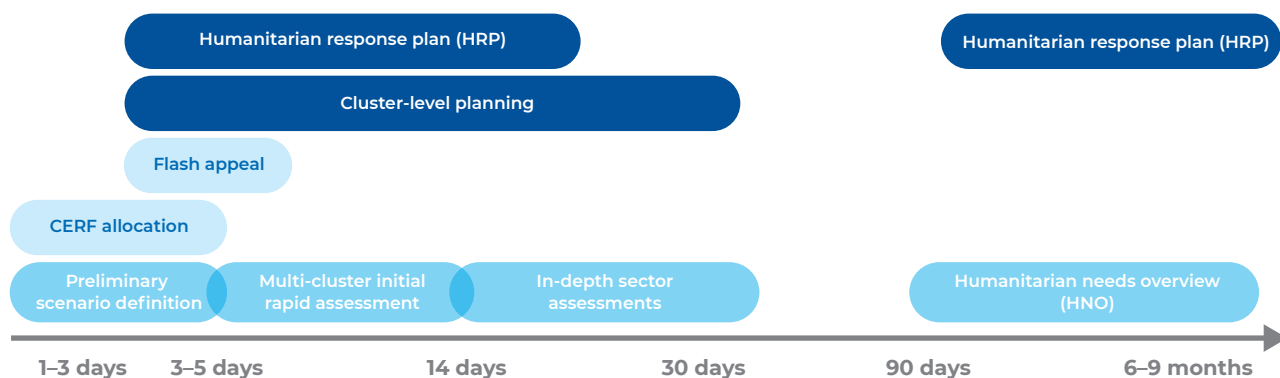 Humanitarian response plan (HRP)
Humanitarian response plan (HRP)
Cluster-level planning
Flash appeal
CERF allocation
Preliminary
scenario definition
Multi-cluster initial
rapid assessment
In-depth sector
assessments
Humanitarian needs overview
(HNO)
1–3 days
3–5 days
14 days
30 days
90 days
6–9 months